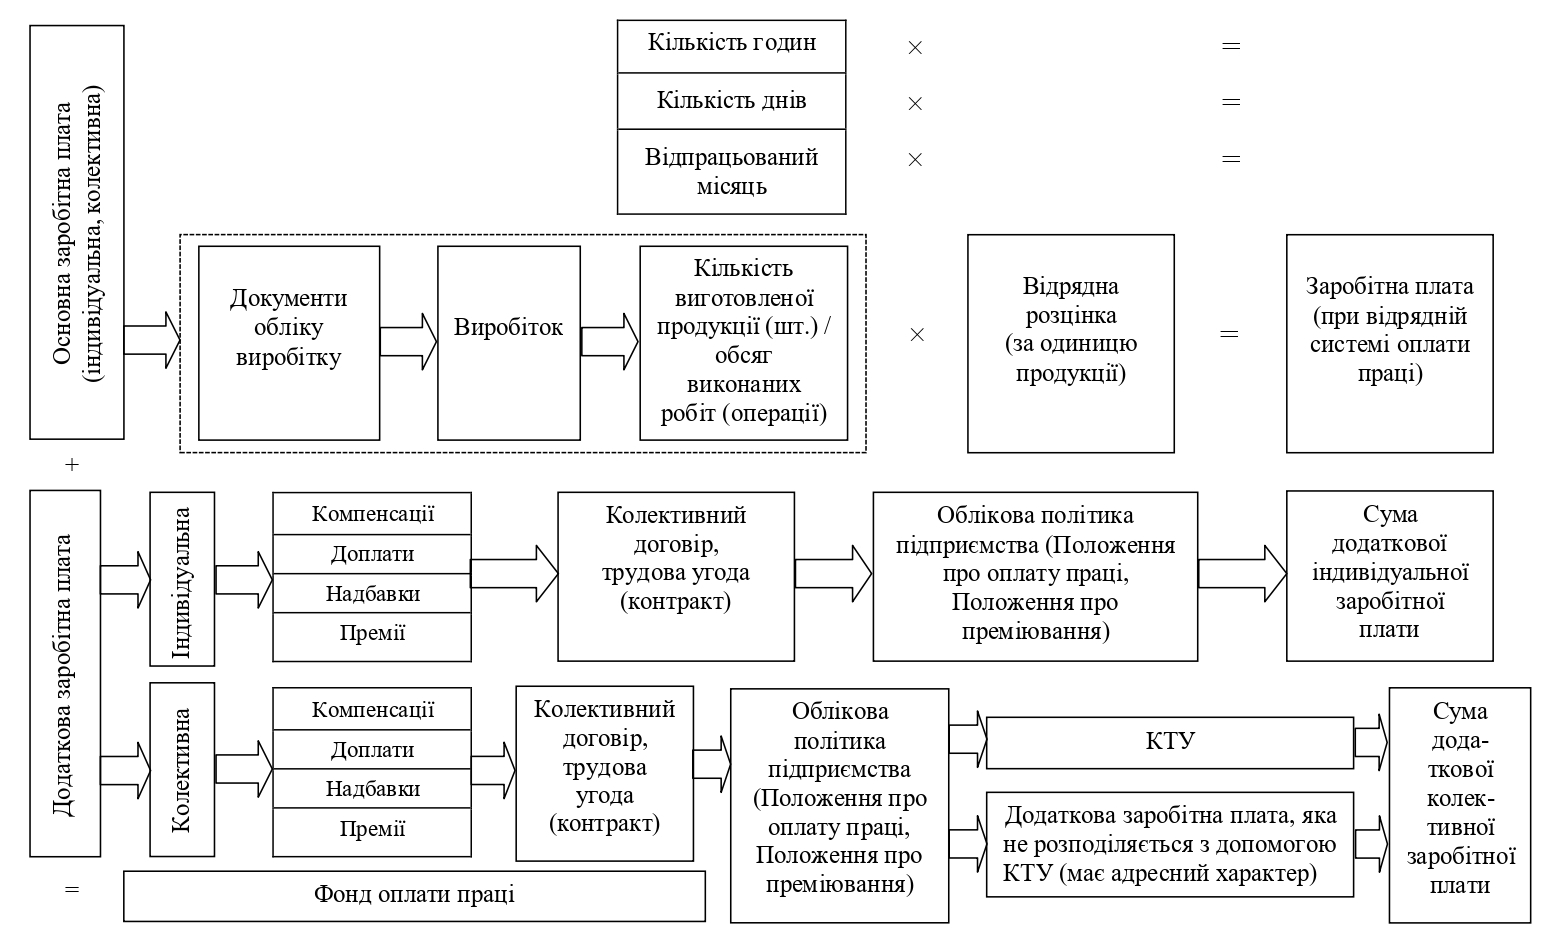 Основна заробітна плата
(індивідуальна, колективна)
Кількість годин
×
=
Кількість днів
×
=
Відпрацьований
місяць
×
=
Документи
обліку
виробітку
Виробіток
Кількість
виготовленої
продукції (шт.) /
обсяг
виконаних
робіт (операції)
×
Відрядна
розцінка
(за одиницю
продукції)
=
Заробітна плата
(при відрядній
системі оплати
праці)
+
Додаткова заробітна плата
Індивідуальна
Компенсації
Доплати
Надбавки
Премії
Колективний
договір,
трудова угода
(контракт)
Облікова політика
підприємства (Положення
про оплату праці,
Положення про
преміювання)
Сума
додаткової
індивідуальної
заробітної
плати
Колективна
Компенсації
Доплати
Надбавки
Премії
Колективний
договір,
трудова
угода
(контракт)
Облікова
політика
підприємства
(Положення про
оплату праці,
Положення про
преміювання)
КТУ
Додаткова заробітна плата, яка
не розподіляється з допомогою
КТУ (має адресний характер)
Сума
дода-
ткової
колек-
тивної
заробітної
плати
=
Фонд оплати праці